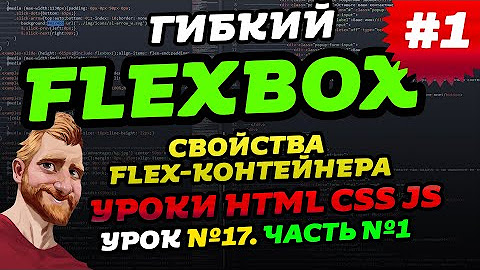 ГИБКИЙ
#1
FLEXBOX
СВОЙСТВА
FLEX-КОНТЕЙНЕРА
УРОКИ HTML CSS JS
УРОК №17. ЧАСТЬ №1